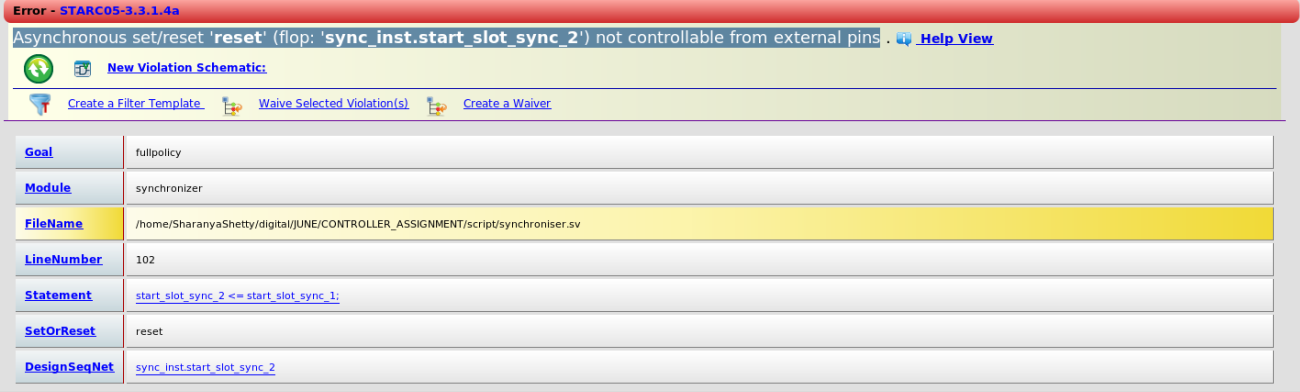 Error - STARC05-3.3.1.4a
Asynchronous set/reset 'reset' (flop: 'sync_inst.start_slot_sync_2') not controllable from external pins . Help View
New Violation Schematic:
Create a Filter Template Waive Selected Violation(s) Create a Waiver
Goal fullpolicy
Module synchronizer
FileName /home/SharanyaShetty/digital/JUNE/CONTROLLER_ASSIGNMENT/script/synchroniser.sv
LineNumber 102
Statement start_slot_sync_2 <= start_slot_sync_1;
SetOrReset reset
DesignSeqNet sync_inst.start_slot_sync_2